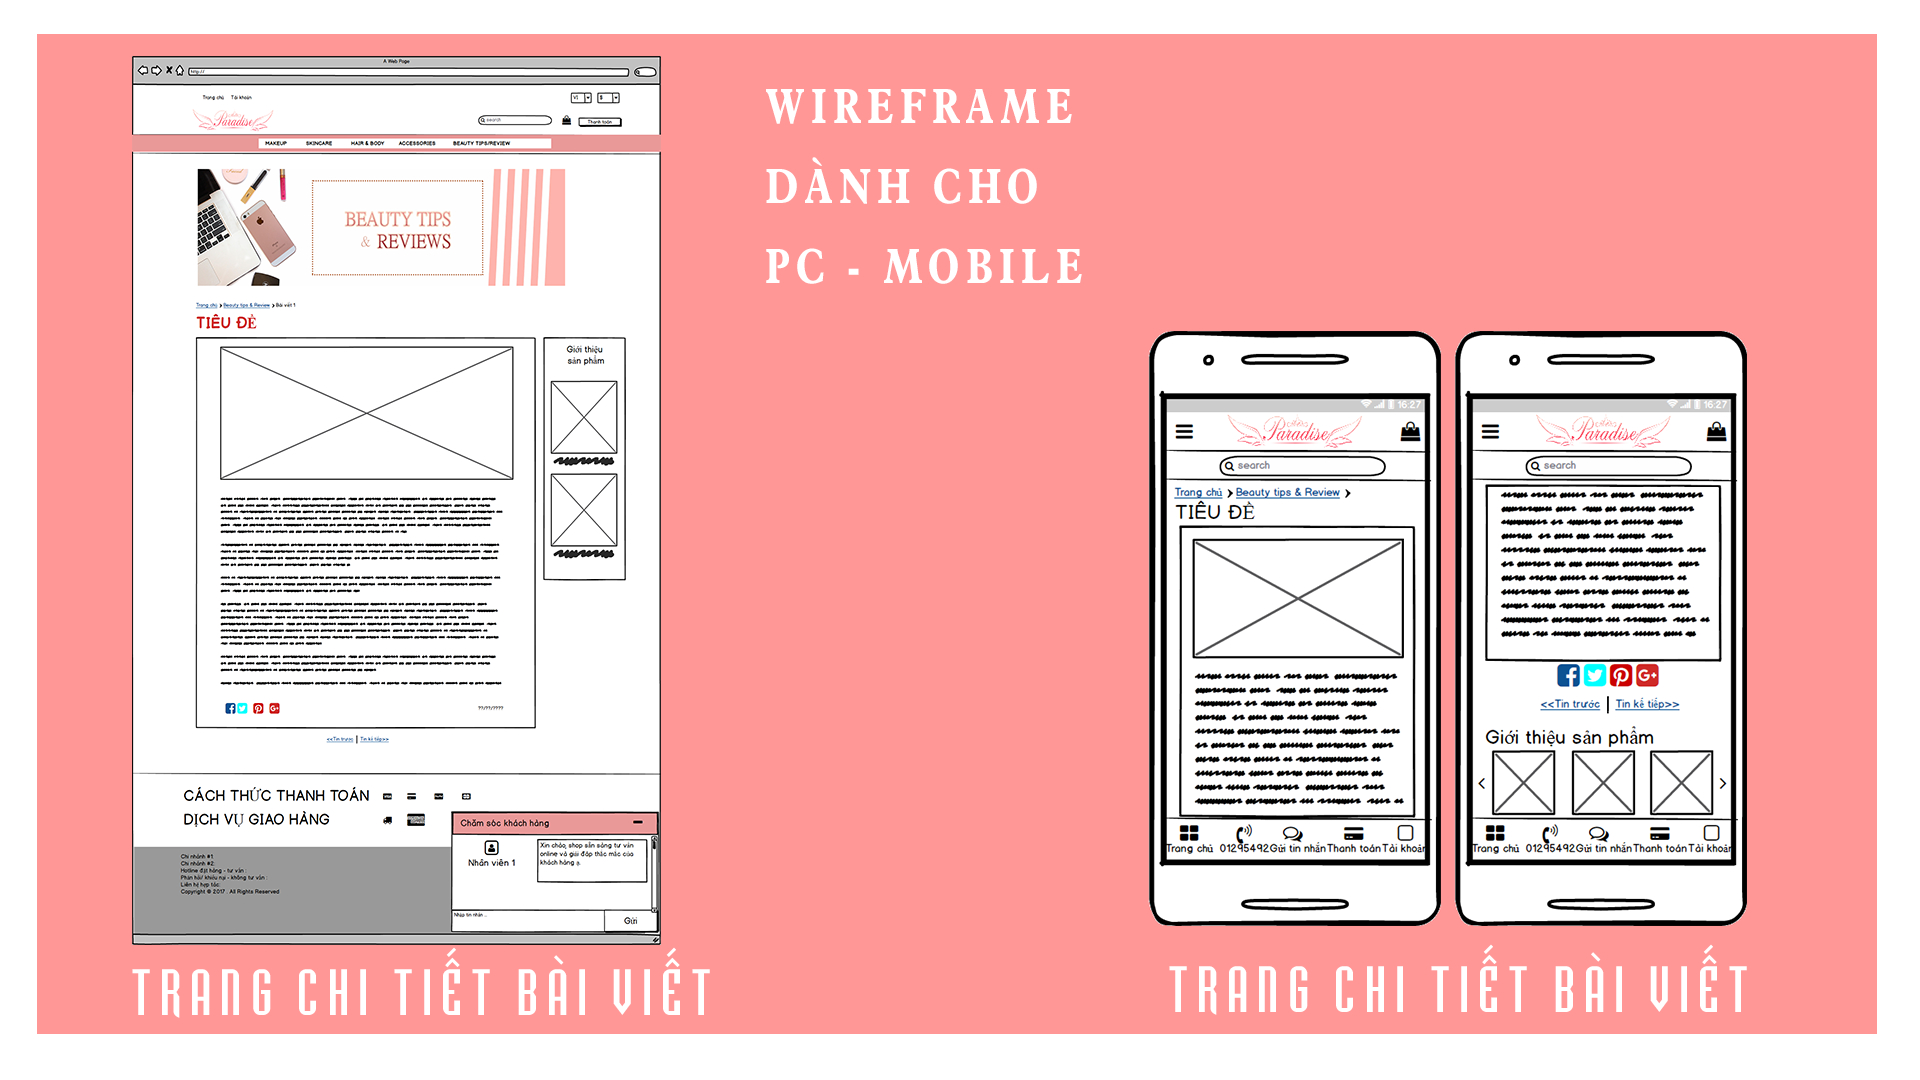 A Web Page
http://
Trang chủ Tài khoản
VI $
Paradise
search
Thanh toán
MAKEUP SKINCARE HAIR & BODY ACCESSORIES BEAUTY TIPS/REVIEW
BEAUTY TIPS
& REVIEWS
Trang chủ Beauty tips & Review Bài viết 1
TIÊU ĐỀ
Giới thiệu
sản phẩm
??/??/????
<<Tin trước | Tin kế tiếp>>
CÁCH THỨC THANH TOÁN
DỊCH VỤ GIAO HÀNG
Chi nhánh #1:
Chi nhánh #2:
Hotline đặt hàng - tư vấn :
Phản hồi/ khiếu nại - không tư vấn :
Liên hệ hợp tác:
Copyright © 2017 . All Rights Reserved
Chăm sóc khách hàng
Nhân viên 1
Xin chào, shop sẵn sàng tư vấn
online và giải đáp thắc mắc của
khách hàng ạ.
Nhập tin nhắn ...
Gửi
TRANG CHI TIẾT BÀI VIẾT
WIREFRAME
DÀNH CHO
PC - MOBILE
16:27
Paradise
search
Trang chủ Beauty tips & Review
TIÊU ĐỀ
Trang chủ 01295492 Gửi tin nhắn Thanh toán Tài khoản
16:27
Paradise
search
<<Tin trước | Tin kế tiếp>>
Giới thiệu sản phẩm
Trang chủ 01295492 Gửi tin nhắn Thanh toán Tài khoản
TRANG CHI TIẾT BÀI VIẾT